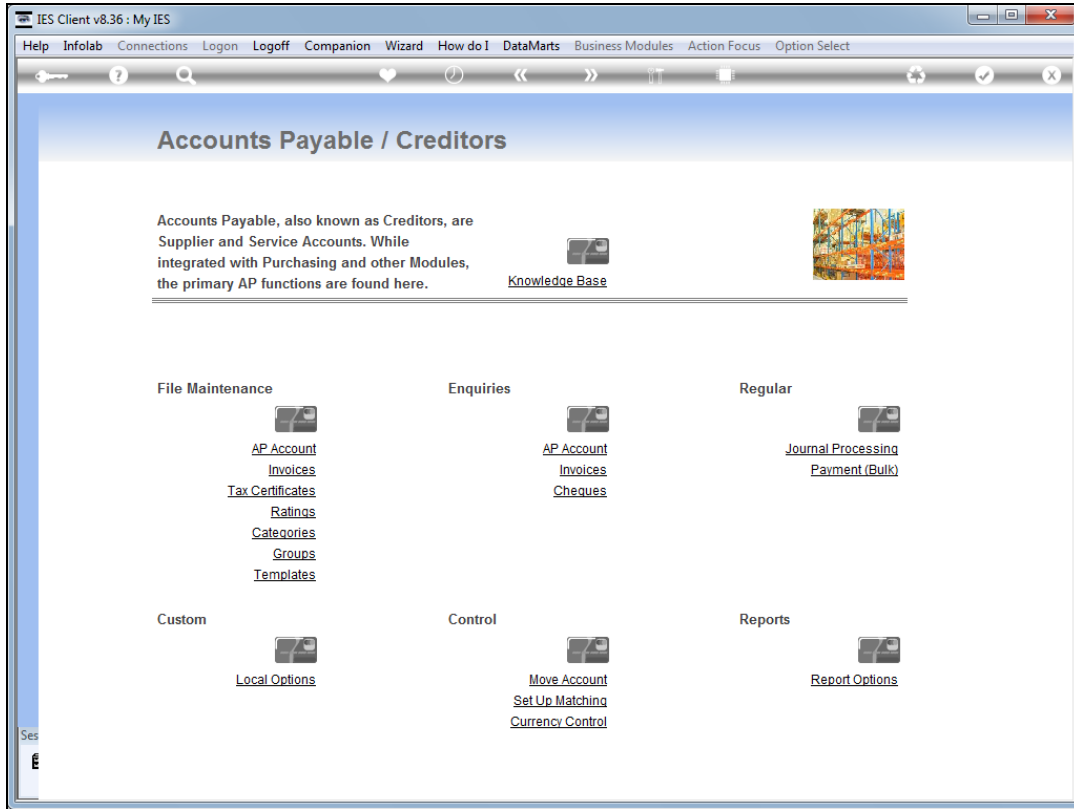 IES Client v8.36 : My IES
Help Infolab Connections Logon Logoff Companion Wizard How do I DataMarts Business Modules Action Focus Option Select
Accounts Payable / Creditors
Accounts Payable, also known as Creditors, are
Supplier and Service Accounts. While
integrated with Purchasing and other Modules,
the primary AP functions are found here.
Knowledge Base
File Maintenance
AP Account
Invoices
Tax Certificates
Ratings
Categories
Groups
Templates
Enquiries
AP Account
Invoices
Cheques
Regular
Journal Processing
Payment (Bulk)
Custom
Local Options
Control
Move Account
Set Up Matching
Currency Control
Reports
Report Options
Ses